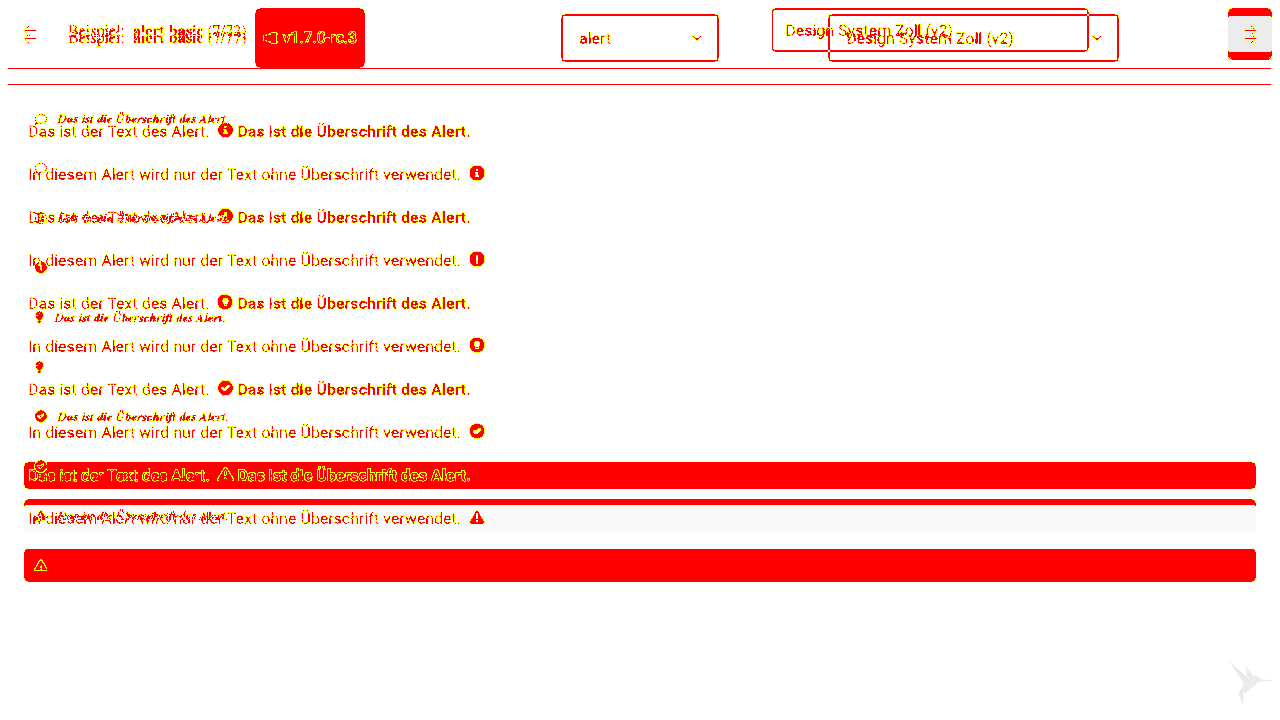 Beispiel: alert basic
v1.7.0-rc.3
alert
Design System Zoll (v2)
Design System Zoll (v2)
Das ist die Überschrift des Alert.
Das ist der Text des Alert. Das Ist die Überschrift des Alert.
In diesem Alert wird nur der Text ohne Überschrift verwendet.
Das ist der Text des Alert. Das Ist die Überschrift des Alert.
In diesem Alert wird nur der Text ohne Überschrift verwendet.
Das ist der Text des Alert. Das Ist die Überschrift des Alert.
Das ist die Überschrift des Alert.
In diesem Alert wird nur der Text ohne Überschrift verwendet.
Das ist der Text des Alert. Das Ist die Überschrift des Alert.
Das ist die Überschrift des Alert.
In diesem Alert wird nur der Text ohne Überschrift verwendet.
Das ist der Text des Alert. Das Ist die Überschrift des Alert.
In diesem Alert wird nur der Text ohne Überschrift verwendet.